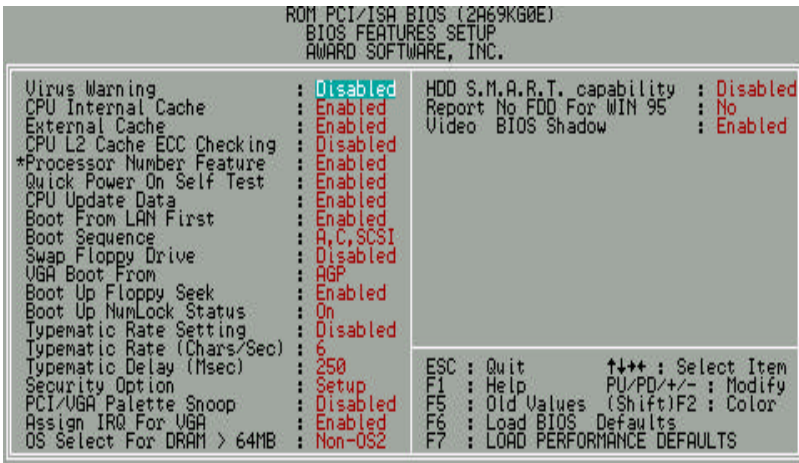 ROM PCI/ISA BIOS (2A69KG0E)
BIOS FEATURES SETUP
AWARD SOFTWARE, INC.
Virus Warning : Disabled
CPU Internal Cache : Enabled
External Cache : Enabled
CPU L2 Cache ECC Checking : Disabled
*Processor Number Feature : Enabled
Quick Power On Self Test : Enabled
CPU Update Data : Enabled
Boot From LAN First : Enabled
Boot Sequence : A,C,SCSI
Swap Floppy Drive : Disabled
VGA Boot From : AGP
Boot Up Floppy Seek : Enabled
Boot Up NumLock Status : On
Typematic Rate Setting : Disabled
Typematic Rate (Chars/Sec) : 6
Typematic Delay (Msec) : 250
Security Option : Setup
PCI/VGA Palette Snoop : Disabled
Assign IRQ For VGA : Enabled
OS Select For DRAM > 64MB : Non-OS2
HDD S.M.A.R.T. capability : Disabled
Report No FDD For WIN 95 : No
Video BIOS Shadow : Enabled
ESC : Quit ↑↓→← : Select Item
F1 : Help PU/PD/+/- : Modify
F5 : Old Values (Shift)F2 : Color
F6 : Load BIOS Defaults
F7 : LOAD PERFORMANCE DEFAULTS